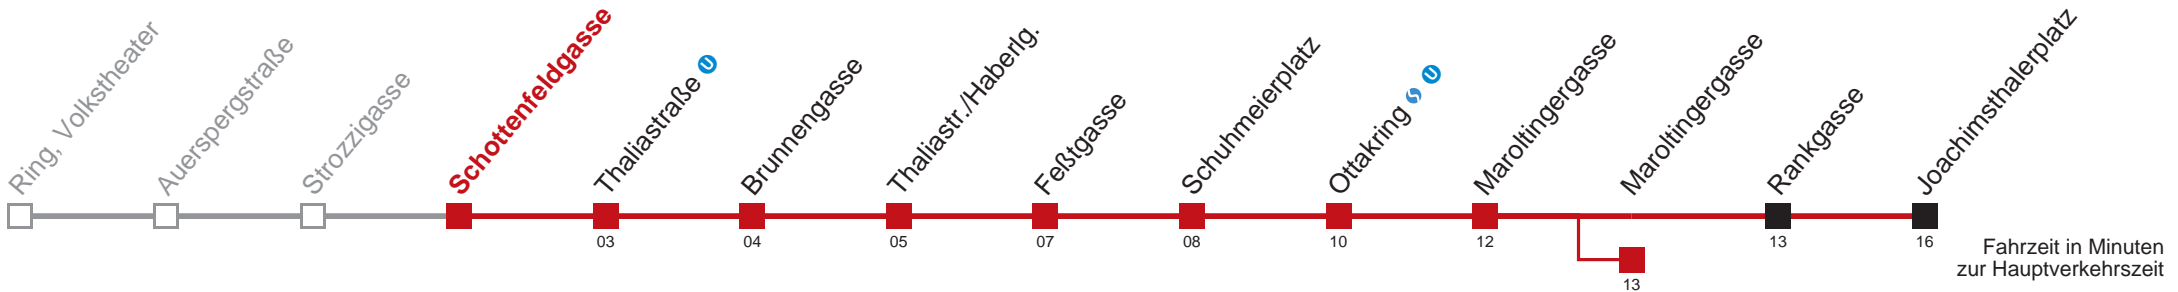 Ring, Volkstheater
Auerspergstraße
Strozzigasse
Schottenfeldgasse
Thaliastraße U
Brunnengasse
Thaliastr./Haberlg.
Feßtgasse
Schuhmeierplatz
Ottakring S U
Maroltingergasse
Maroltingergasse
Rankgasse
Joachimsthalerplatz
03
04
05
07
08
10
12
13
13
16
Fahrzeit in Minuten
zur Hauptverkehrszeit